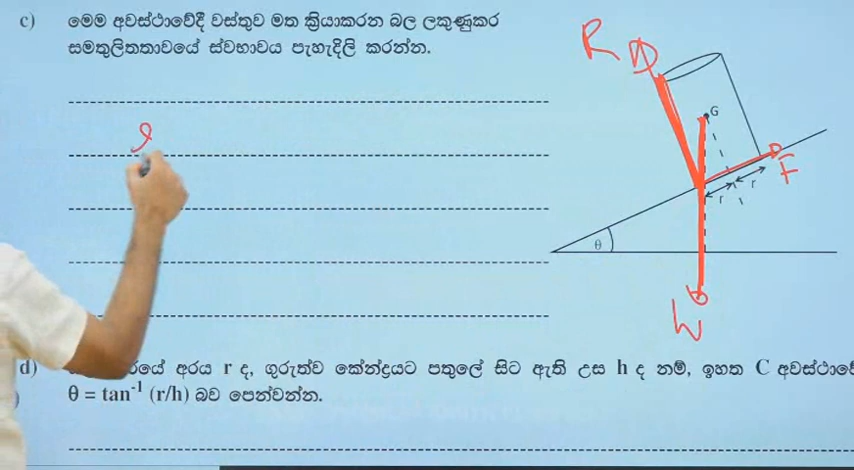 c) මෙම අවස්ථාවේදී වස්තුව මත ක්‍රියාකරන බල ලකුණුකර
සමතුලිතතාවයේ ස්වභාවය පැහැදිලි කරන්න.
R
G
F
r
r
θ
W
d) අරය r ද, ගුරුත්ව කේන්ද්‍රයට පතුලේ සිට ඇති උස h ද නම්, ඉහත C
θ = tan⁻¹ (r/h) බව පෙන්වන්න.